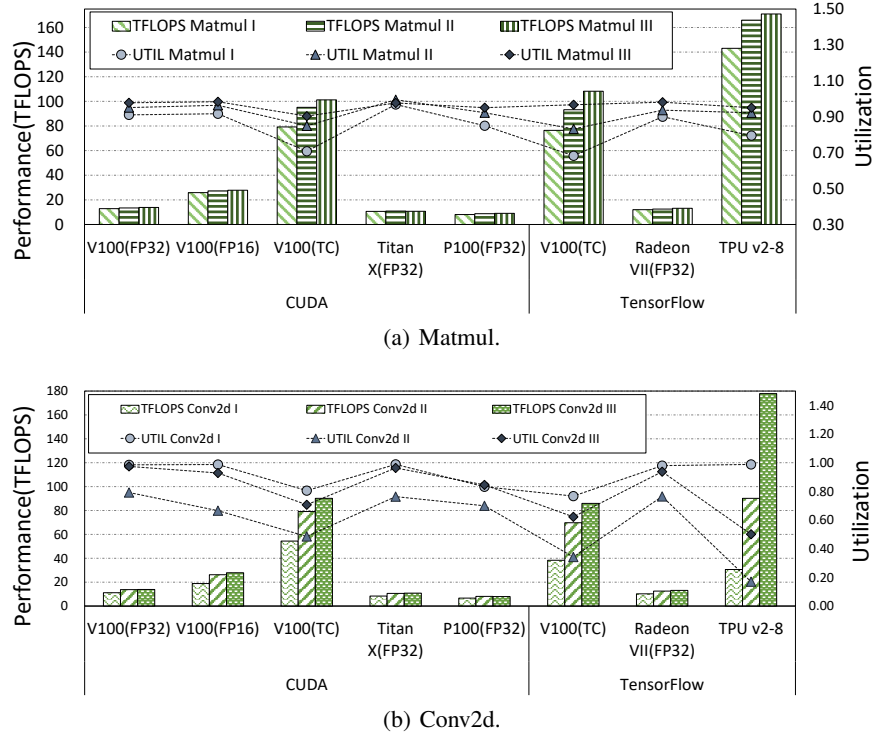 TFLOPS Matmul I TFLOPS Matmul II TFLOPS Matmul III
UTIL Matmul I UTIL Matmul II UTIL Matmul III
Performance(TFLOPS)
160
140
120
100
80
60
40
20
0
1.50
1.30
1.10
0.90
0.70
0.50
0.30
Utilization
V100(FP32) V100(FP16) V100(TC) Titan X(FP32) P100(FP32) V100(TC) Radeon VII(FP32) TPU v2-8
CUDA TensorFlow
(a) Matmul.
TFLOPS Conv2d I TFLOPS Conv2d II TFLOPS Conv2d III
UTIL Conv2d I UTIL Conv2d II UTIL Conv2d III
Performance(TFLOPS)
180
160
140
120
100
80
60
40
20
0
1.40
1.20
1.00
0.80
0.60
0.40
0.20
0.00
Utilization
V100(FP32) V100(FP16) V100(TC) Titan X(FP32) P100(FP32) V100(TC) Radeon VII(FP32) TPU v2-8
CUDA TensorFlow
(b) Conv2d.